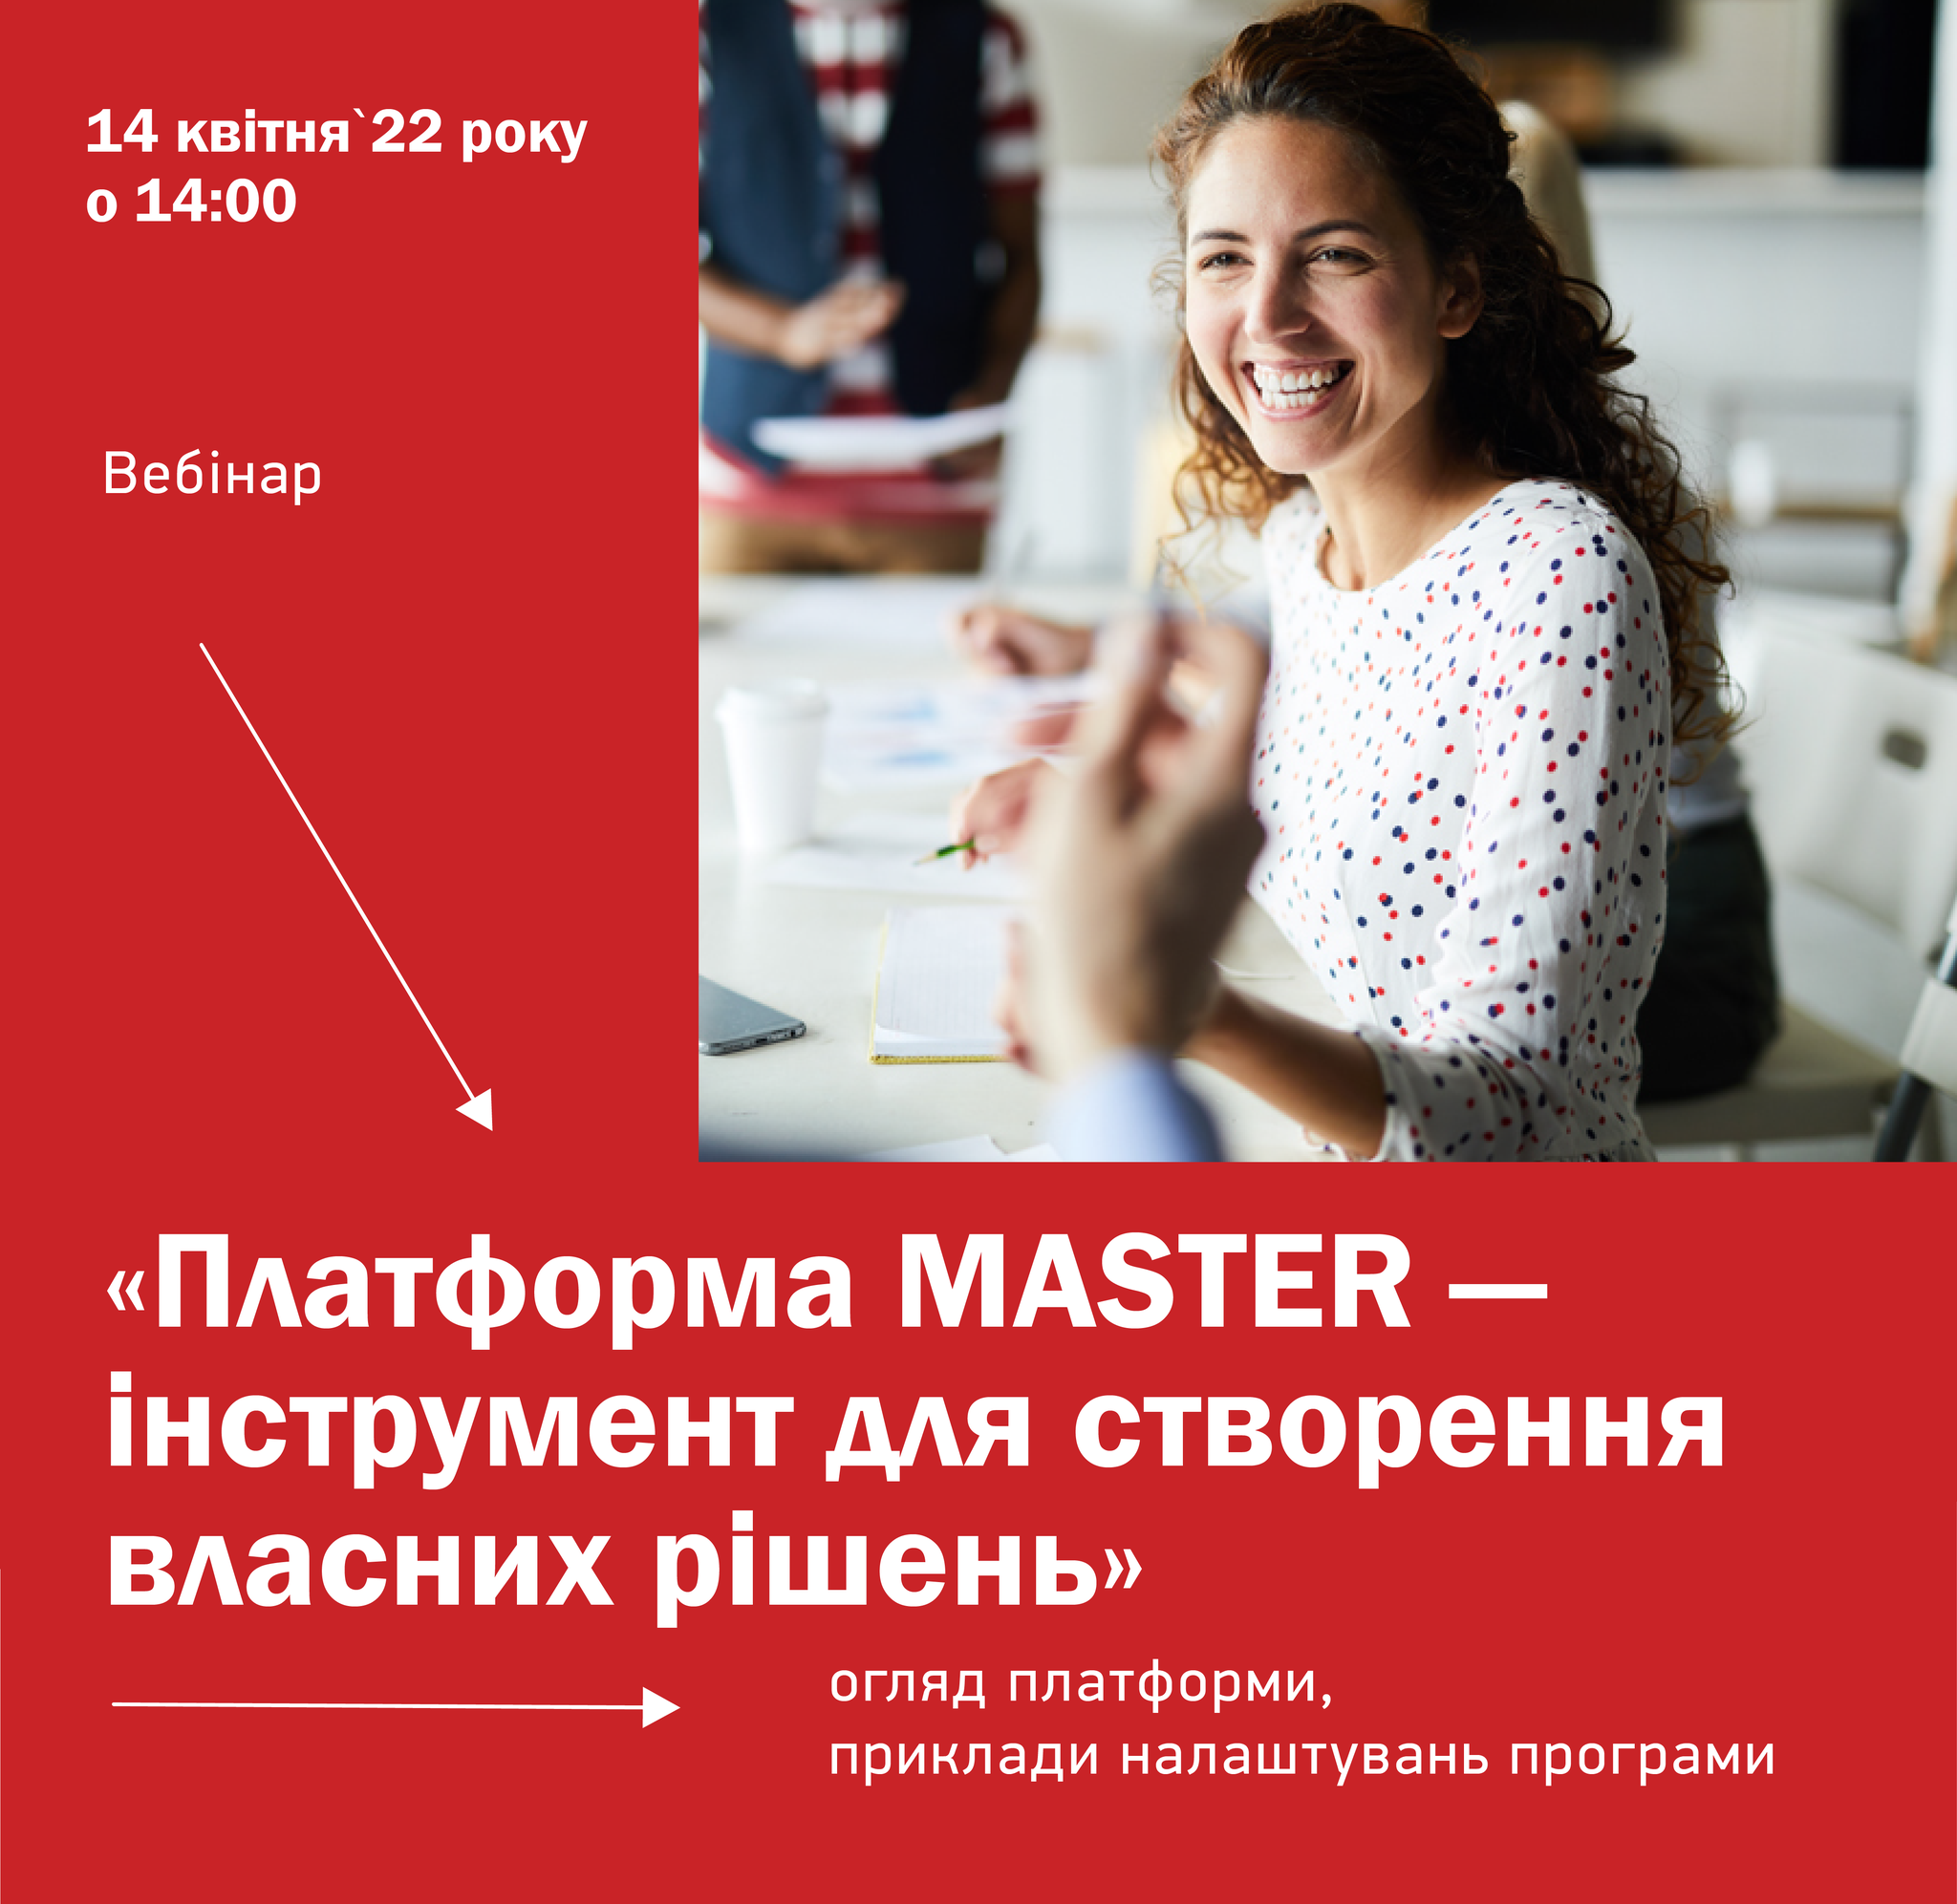 14 квітня`22 року
о 14:00
Вебінар
«Платформа MASTER —
інструмент для створення
власних рішень»
огляд платформи,
приклади налаштувань програми